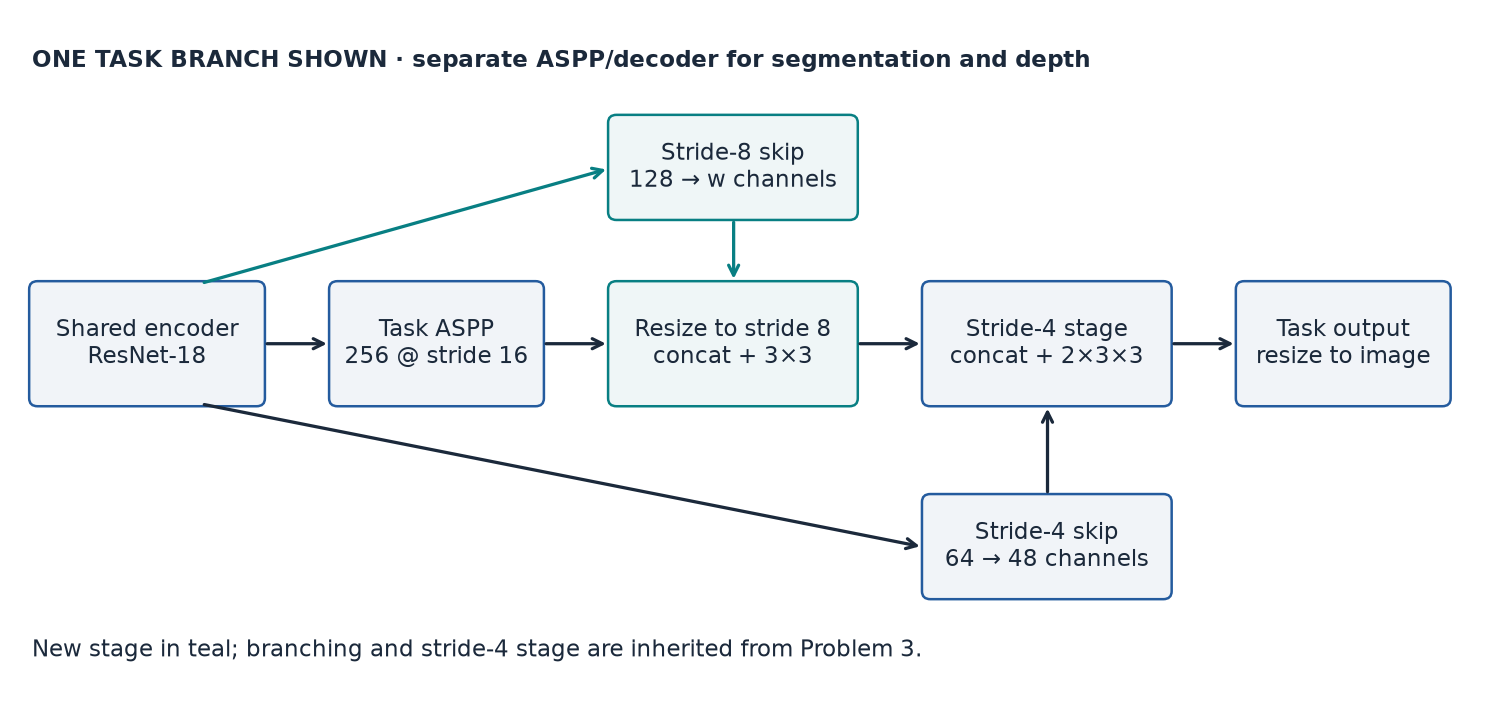 ONE TASK BRANCH SHOWN · separate ASPP/decoder for segmentation and depth
Stride-8 skip
128 → w channels
Shared encoder
ResNet-18
Task ASPP
256 @ stride 16
Resize to stride 8
concat + 3×3
Stride-4 stage
concat + 2×3×3
Task output
resize to image
Stride-4 skip
64 → 48 channels
New stage in teal; branching and stride-4 stage are inherited from Problem 3.